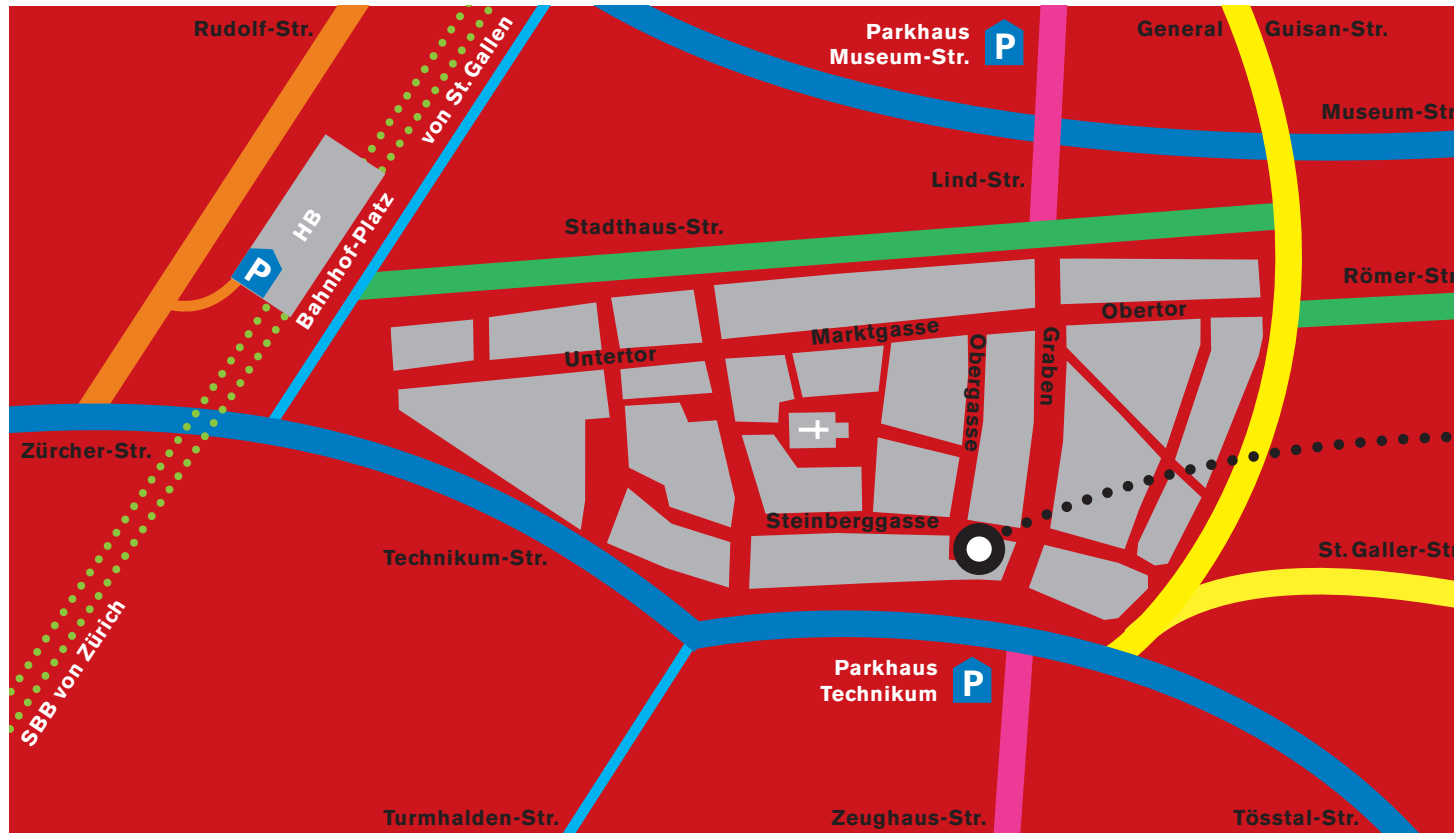 Rudolf-Str.
von St. Gallen
Parkhaus
Museum-Str.
P
General Guisan-Str.
Museum-Str
Lind-Str.
Stadthaus-Str.
HB
P
Bahnhof-Platz
Römer-Str
Obertor
Marktgasse
Untertor
Obergasse
Graben
Zürcher-Str.
Steinberggasse
Technikum-Str.
St. Galler-Str
SBB von Zürich
Parkhaus
Technikum
P
Turmhalden-Str.
Zeughaus-Str.
Tösstal-Str.